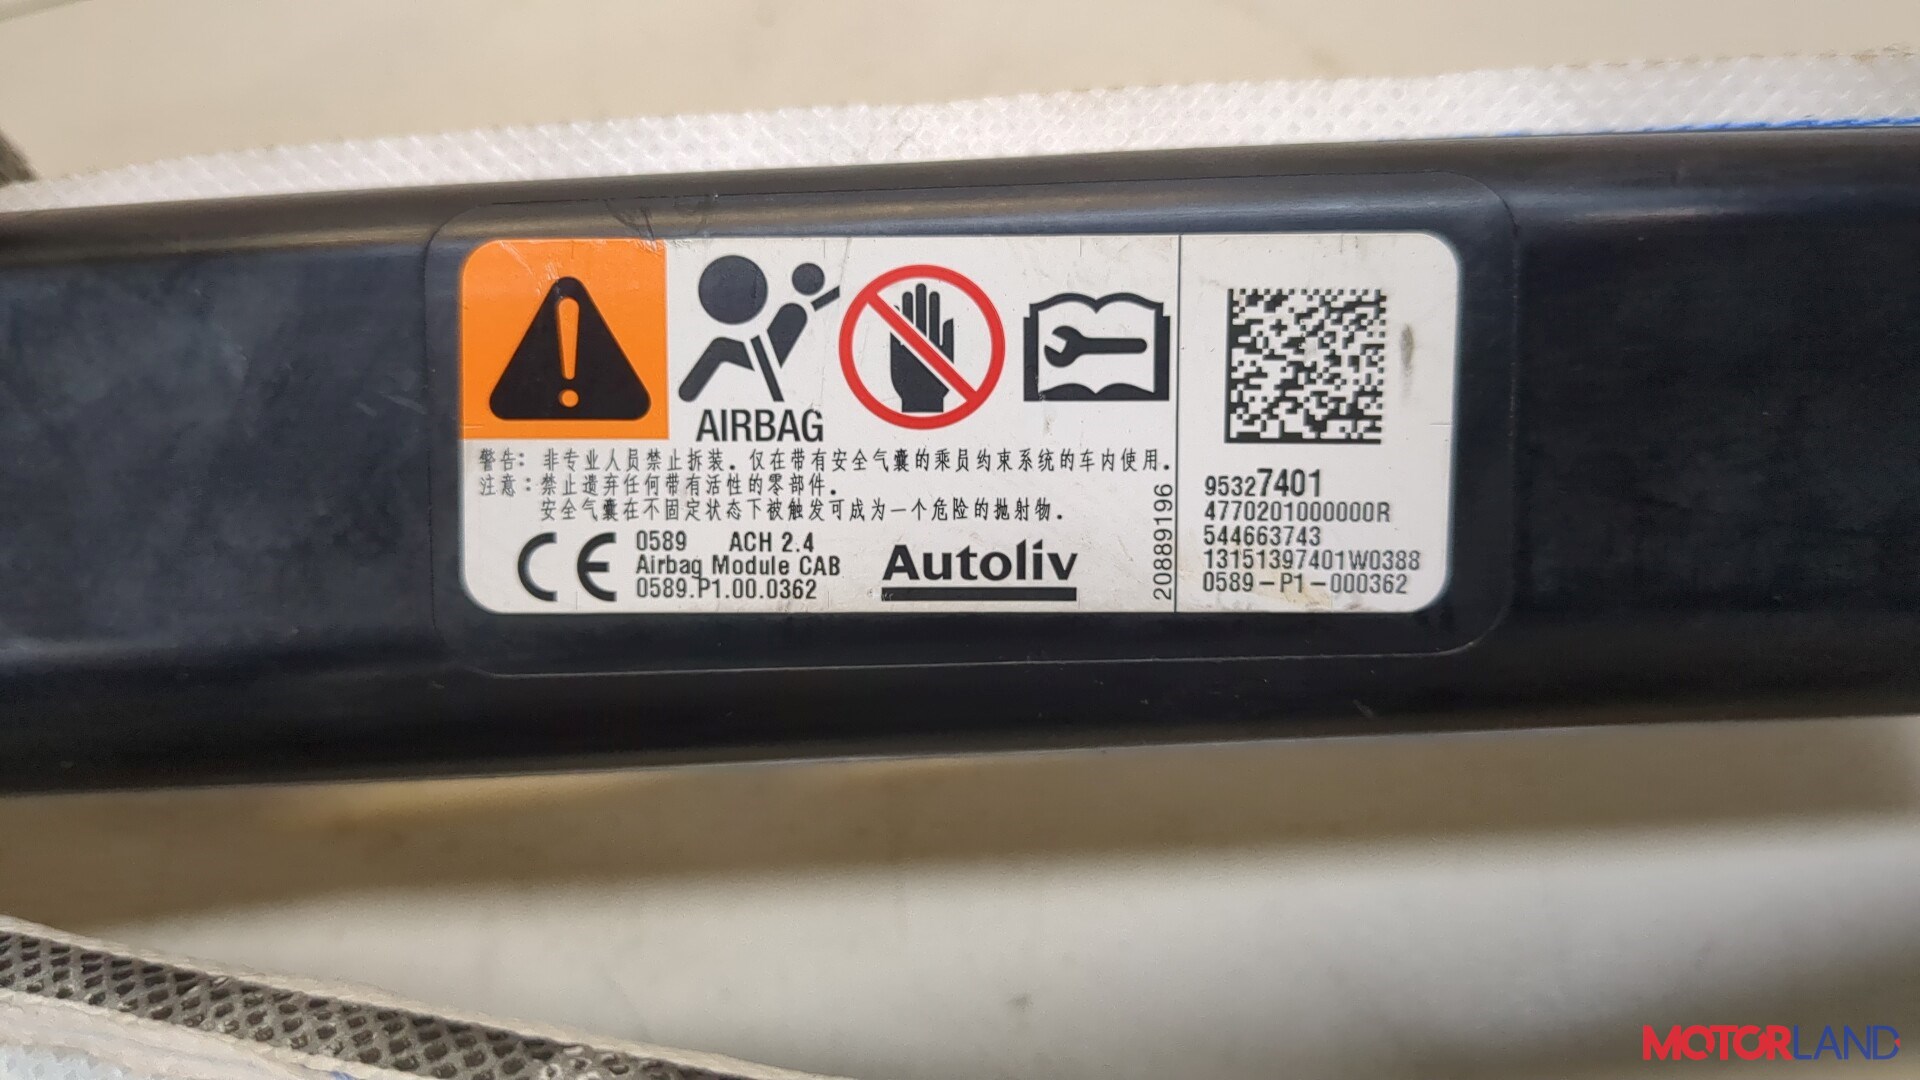 AIRBAG
警告：非专业人员禁止拆装。仅在带有安全气囊的乘员约束系统的车内使用。
注意：禁止遗弃任何带有活性的零部件。
安全气囊在不固定状态下被触发可成为一个危险的抛射物。
CE
0589 ACH 2.4
Airbag Module CAB
0589.P1.00.0362
Autoliv
20889196
95327401
4770201000000R
544663743
13151397401W0388
0589-P1-000362
MOTORLAND